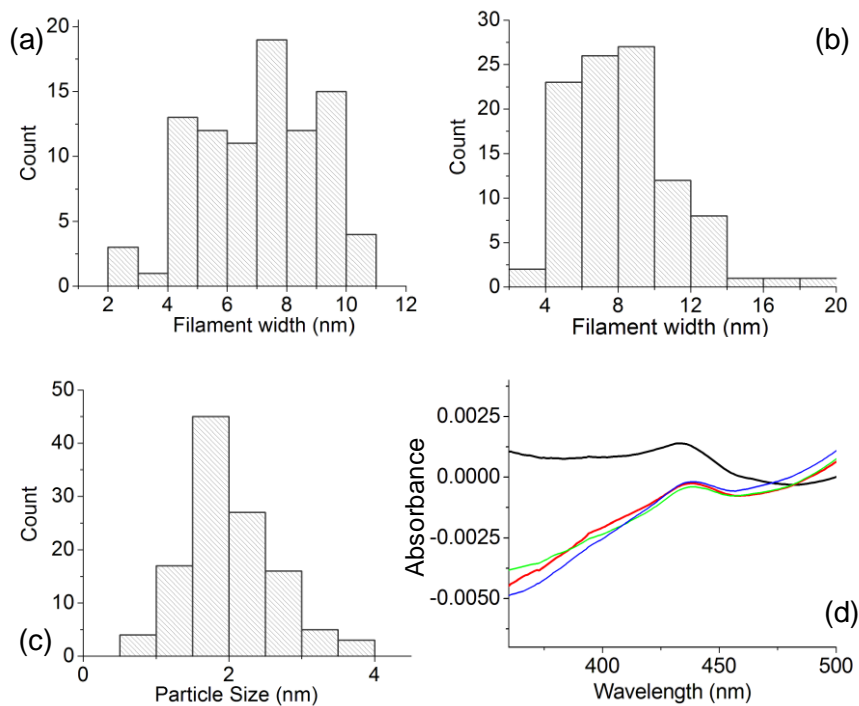 (a)
20
15
10
5
0
Count
2 4 6 8 10 12
Filament width (nm)
(b)
30
25
20
15
10
5
0
Count
4 8 12 16 20
Filament width (nm)
(c)
50
40
30
20
10
0
Count
0 2 4
Particle Size (nm)
(d)
0.0025
0.0000
-0.0025
-0.0050
Absorbance
400 450 500
Wavelength (nm)